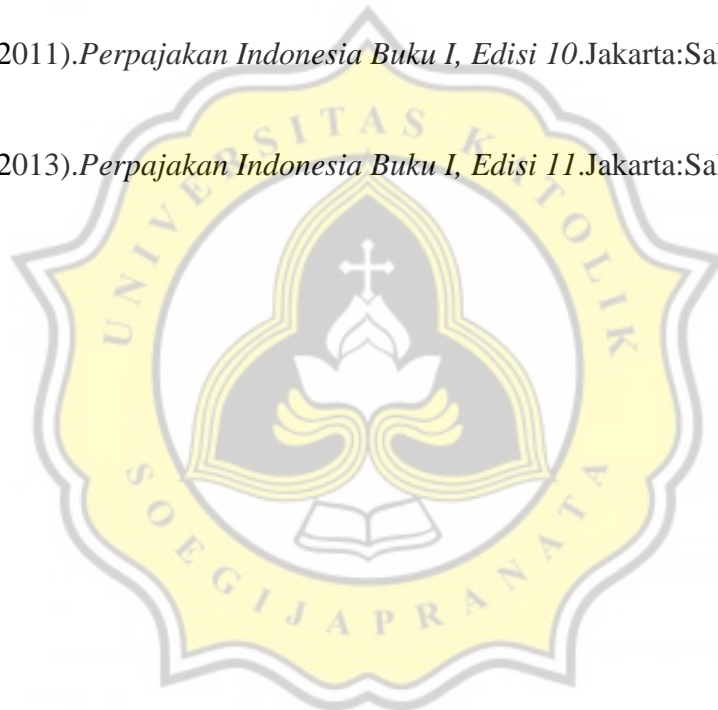 2011).Perpajakan Indonesia Buku I, Edisi 10.Jakarta:Sal
2013).Perpajakan Indonesia Buku I, Edisi 11.Jakarta:Sal
UNIVERSITAS KATOLIK
SOEGIJAPRANATA